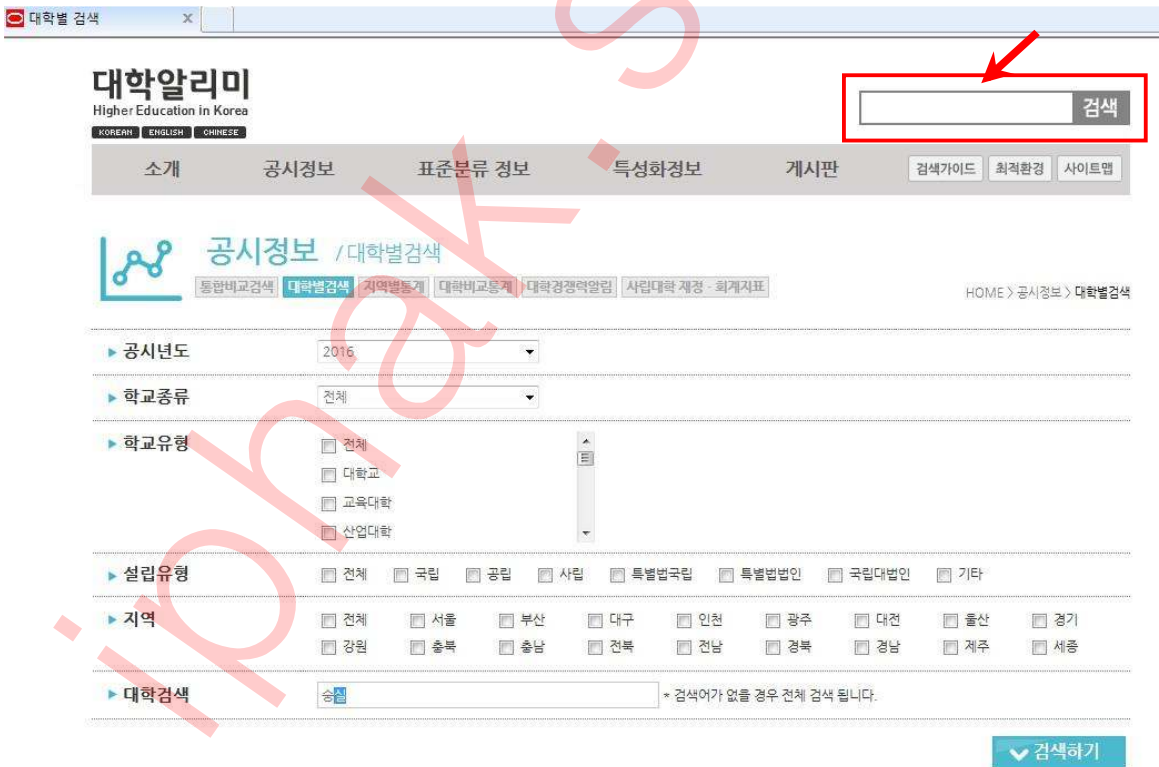 대학별 검색 x
대학알리미
Higher Education in Korea
KOREAN ENGLISH CHINESE
검색
소개 공시정보 표준분류 정보 특성화정보 게시판 검색가이드 최적환경 사이트맵
공시정보 /대학별검색
통합비교검색 대학별검색 지역별통계 대학비교통계 대학경쟁력알림 사립대학 재정·회계지표
HOME > 공시정보 > 대학별검색
공시년도 2016
학교종류 전체
학교유형 전체
대학교
교육대학
산업대학
설립유형 전체 국립 공립 사립 특별법국립 특별법법인 국립대법인 기타
지역 전체 서울 부산 대구 인천 광주 대전 울산 경기
강원 충북 충남 전북 전남 경북 경남 제주 세종
대학검색 숭실 * 검색어가 없을 경우 전체 검색 됩니다.
검색하기
iphak.s